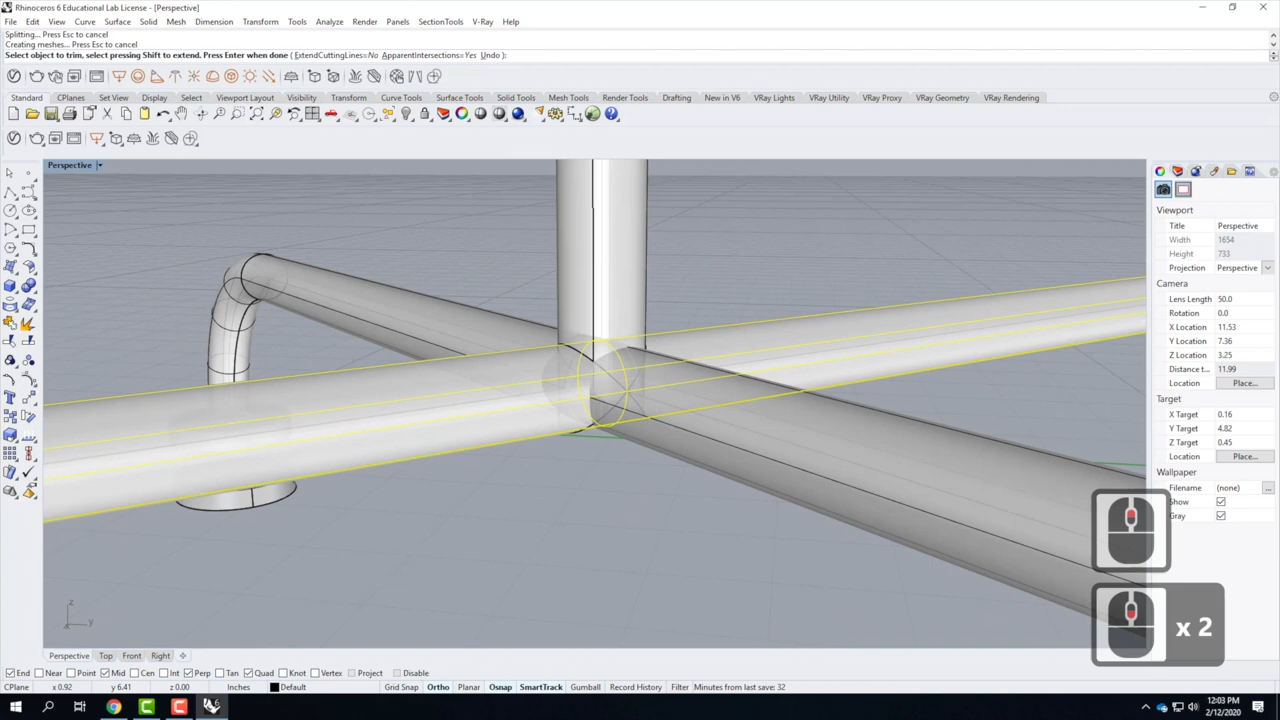 Rhinoceros 6 Educational Lab License - [Perspective]
File Edit View Curve Surface Solid Mesh Dimension Transform Tools Analyze Render Panels SectionTools V-Ray Help
Splitting... Press Esc to cancel
Creating meshes... Press Esc to cancel
Select object to trim, select pressing Shift to extend. Press Enter when done ( ExtendCuttingLines=No ApparentIntersections=Yes Undo ):
Standard CPlanes Set View Display Select Viewport Layout Visibility Transform Curve Tools Surface Tools Solid Tools Mesh Tools Render Tools Drafting New in V6 VRay Lights VRay Utility VRay Proxy VRay Geometry VRay Rendering
Perspective
Viewport
Title Perspective
Width 1654
Height 733
Projection Perspective
Camera
Lens Length 50.0
Rotation 0.0
X Location 11.53
Y Location 7.36
Z Location 3.25
Distance t... 11.99
Location Place...
Target
X Target 0.16
Y Target 4.82
Z Target 0.45
Location Place...
Wallpaper
Filename (none) ...
Show
Gray
x 2
z
y
Perspective Top Front Right
End Near Point Mid Cen Int Perp Tan Quad Knot Vertex Project Disable
CPlane x 0.92 y 6.41 z 0.00 Inches Default Grid Snap Ortho Planar Osnap SmartTrack Gumball Record History Filter Minutes from last save: 32
12:03 PM
2/12/2020